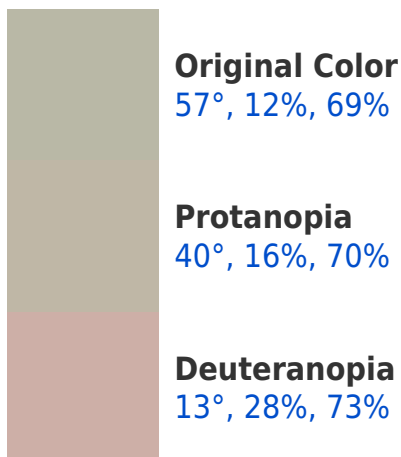 Original Color
57°, 12%, 69%
Protanopia
40°, 16%, 70%
Deuteranopia
13°, 28%, 73%